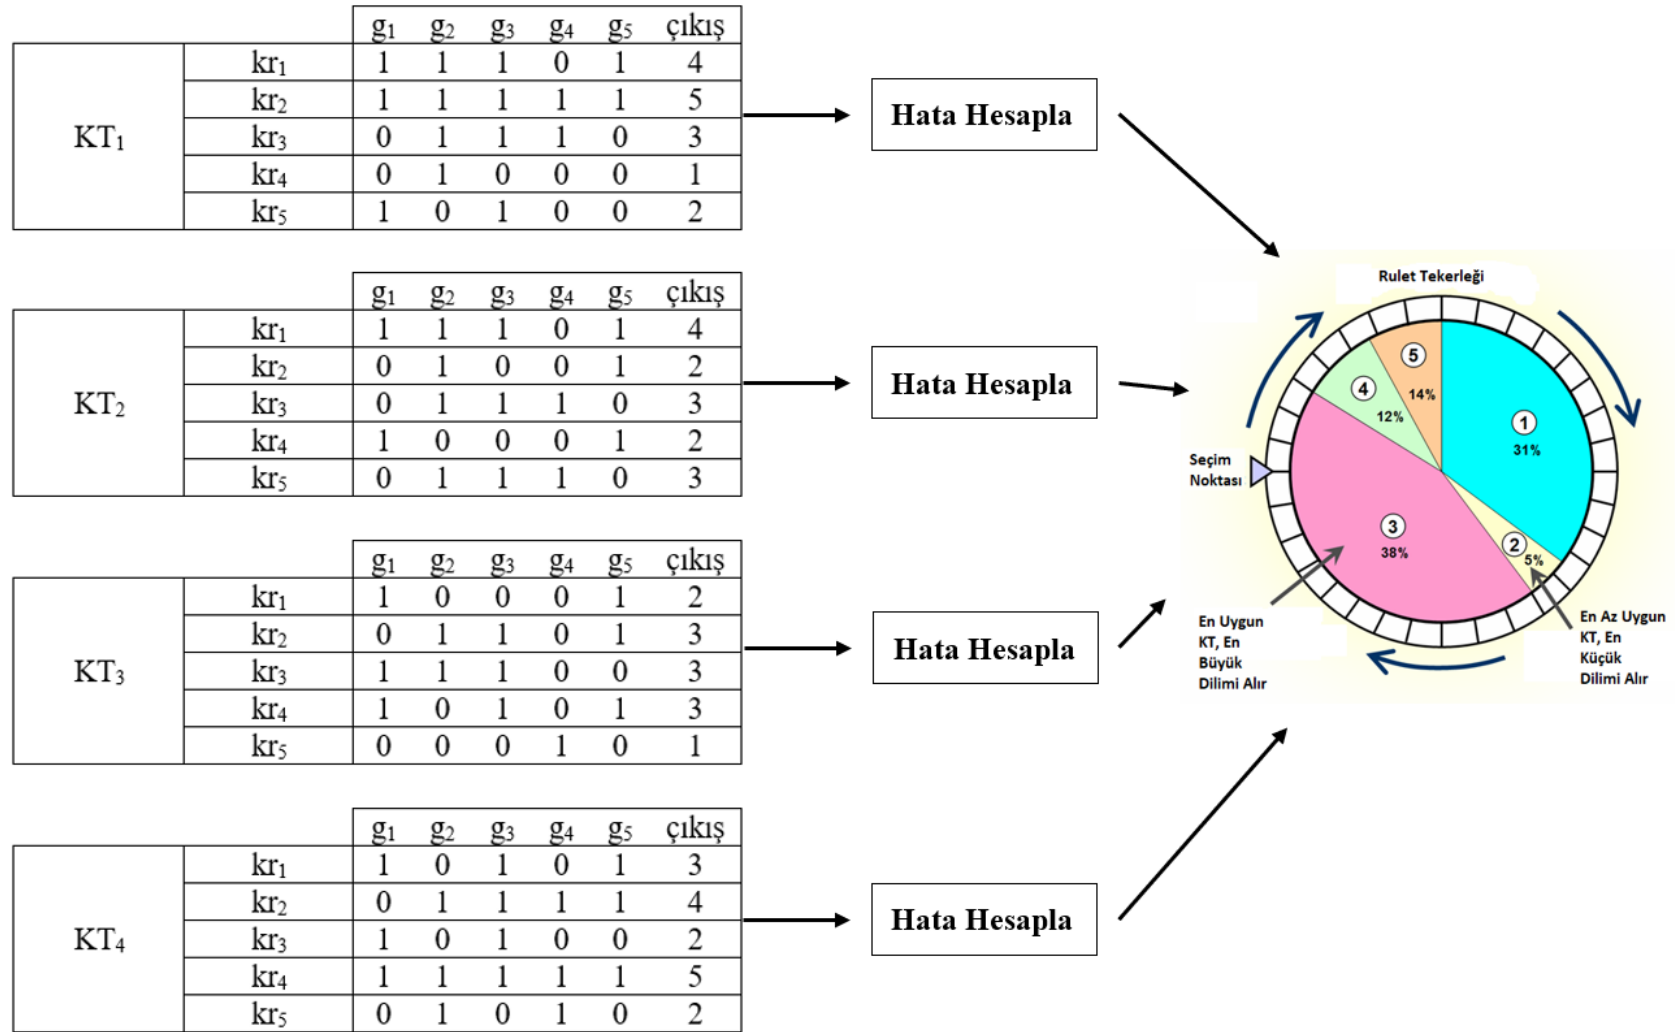 g₁ g₂ g₃ g₄ g₅ çıkış
KT₁
kr₁ 1 1 1 0 1 4
kr₂ 1 1 1 1 1 5
kr₃ 0 1 1 1 0 3
kr₄ 0 1 0 0 0 1
kr₅ 1 0 1 0 0 2
Hata Hesapla
g₁ g₂ g₃ g₄ g₅ çıkış
KT₂
kr₁ 1 1 1 0 1 4
kr₂ 0 1 0 0 1 2
kr₃ 0 1 1 1 0 3
kr₄ 1 0 0 0 1 2
kr₅ 0 1 1 1 0 3
Hata Hesapla
g₁ g₂ g₃ g₄ g₅ çıkış
KT₃
kr₁ 1 0 0 0 1 2
kr₂ 0 1 1 0 1 3
kr₃ 1 1 1 0 0 3
kr₄ 1 0 1 0 1 3
kr₅ 0 0 0 1 0 1
Hata Hesapla
g₁ g₂ g₃ g₄ g₅ çıkış
KT₄
kr₁ 1 0 1 0 1 3
kr₂ 0 1 1 1 1 4
kr₃ 1 0 1 0 0 2
kr₄ 1 1 1 1 1 5
kr₅ 0 1 0 1 0 2
Hata Hesapla
Rulet Tekerleği
5
14%
4
12%
1
31%
Seçim
Noktası
3
38%
2
5%
En Uygun
KT, En
Büyük
Dilimi Alır
En Az Uygun
KT, En
Küçük
Dilimi Alır